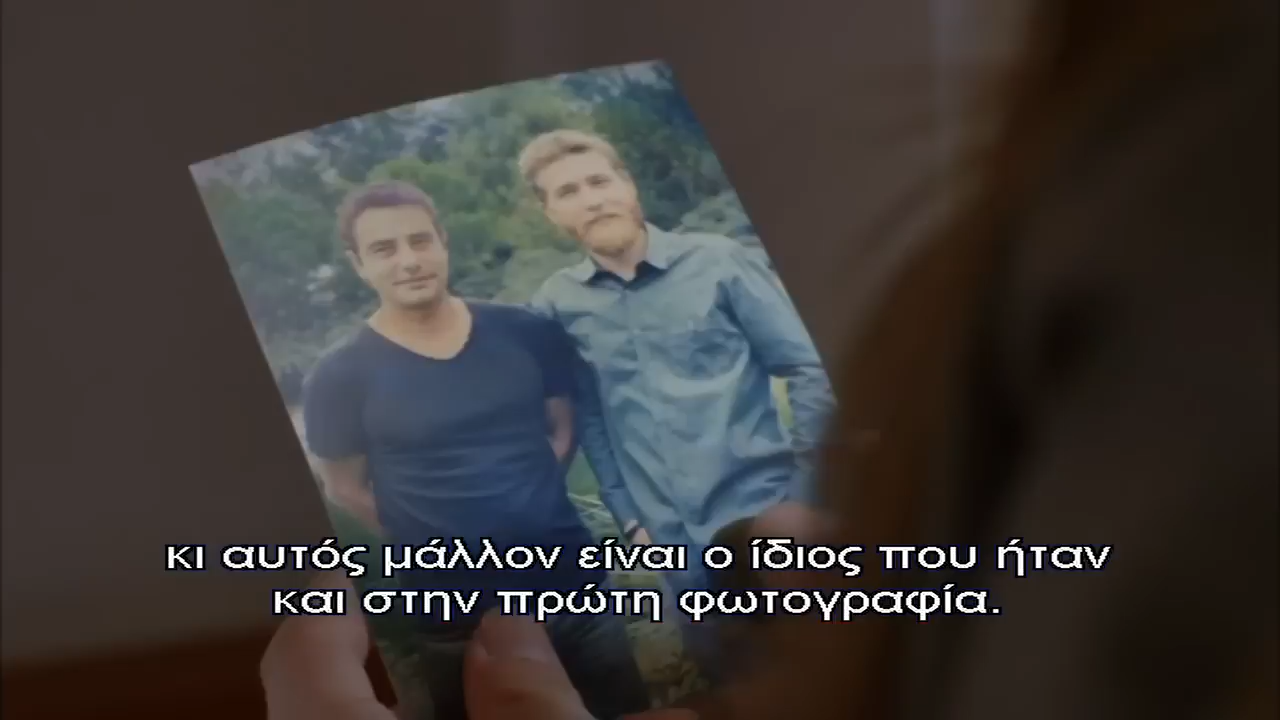 κι αυτός μάλλον είναι ο ίδιος που ήταν
και στην πρώτη φωτογραφία.